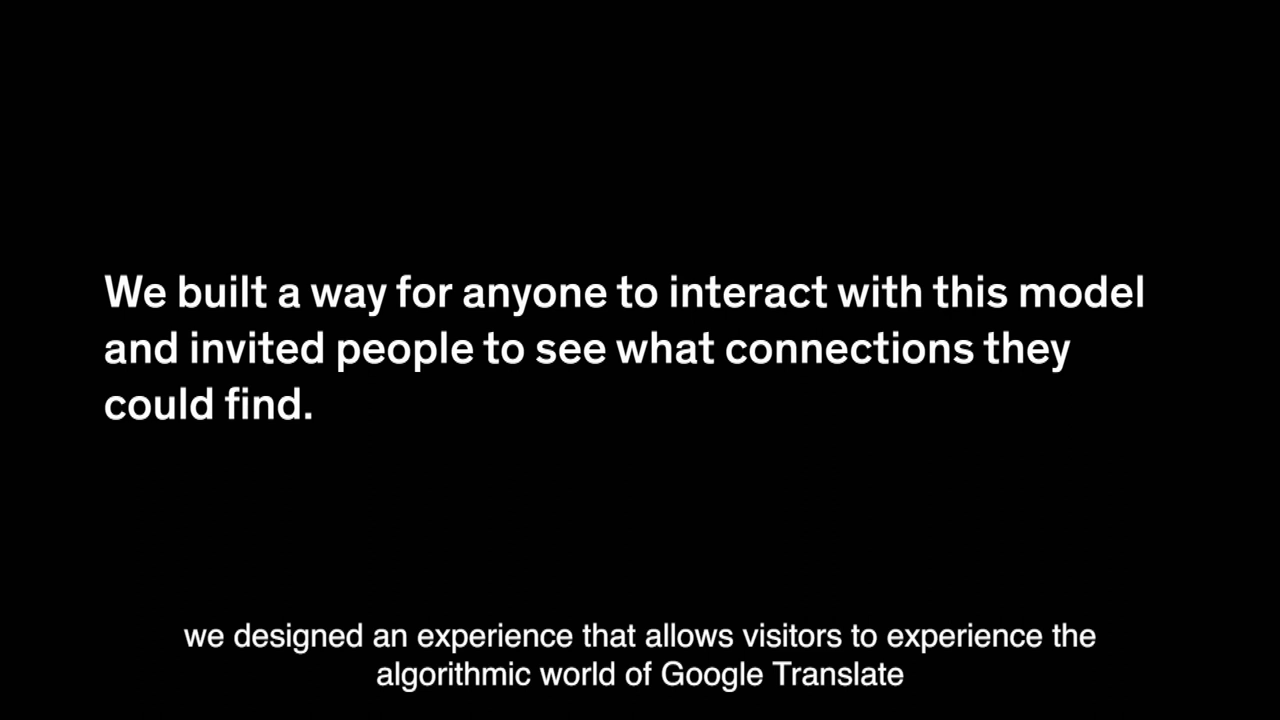 We built a way for anyone to interact with this model
and invited people to see what connections they
could find.
we designed an experience that allows visitors to experience the
algorithmic world of Google Translate